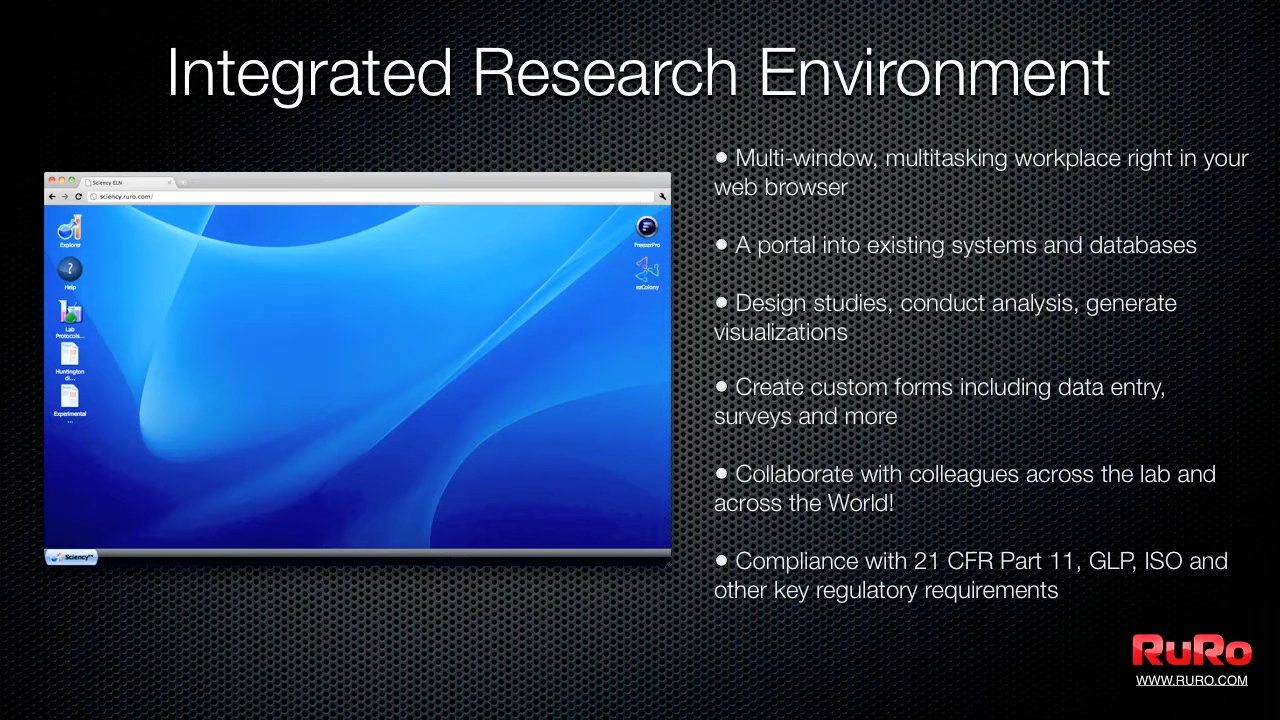 Integrated Research Environment
Sciency ELN
sciency.ruro.com/
Explorer
Help
Lab
Protocols...
Huntington
di...
Experimental
...
FreezerPro
ezColony
Sciency™
• Multi-window, multitasking workplace right in your
web browser
• A portal into existing systems and databases
• Design studies, conduct analysis, generate
visualizations
• Create custom forms including data entry,
surveys and more
• Collaborate with colleagues across the lab and
across the World!
• Compliance with 21 CFR Part 11, GLP, ISO and
other key regulatory requirements
RuRo
WWW.RURO.COM